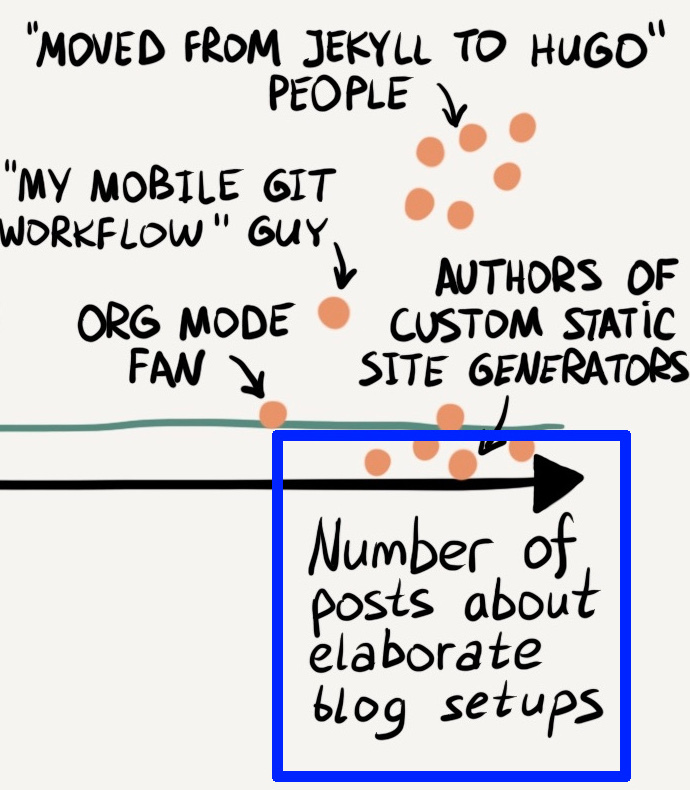 "MOVED FROM JEKYLL TO HUGO"
PEOPLE
"MY MOBILE GIT
WORKFLOW" GUY
AUTHORS OF
CUSTOM STATIC
SITE GENERATORS
ORG MODE
FAN
Number of
posts about
elaborate
blog setups